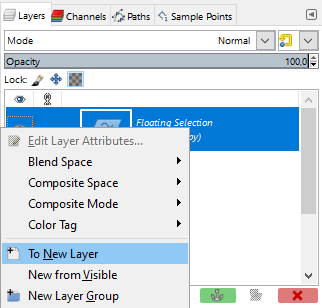 Layers Channels Paths Sample Points
Mode Normal
Opacity 100,0
Lock:
Floating Selection
py)
Edit Layer Attributes...
Blend Space
Composite Space
Composite Mode
Color Tag
To New Layer
New from Visible
New Layer Group